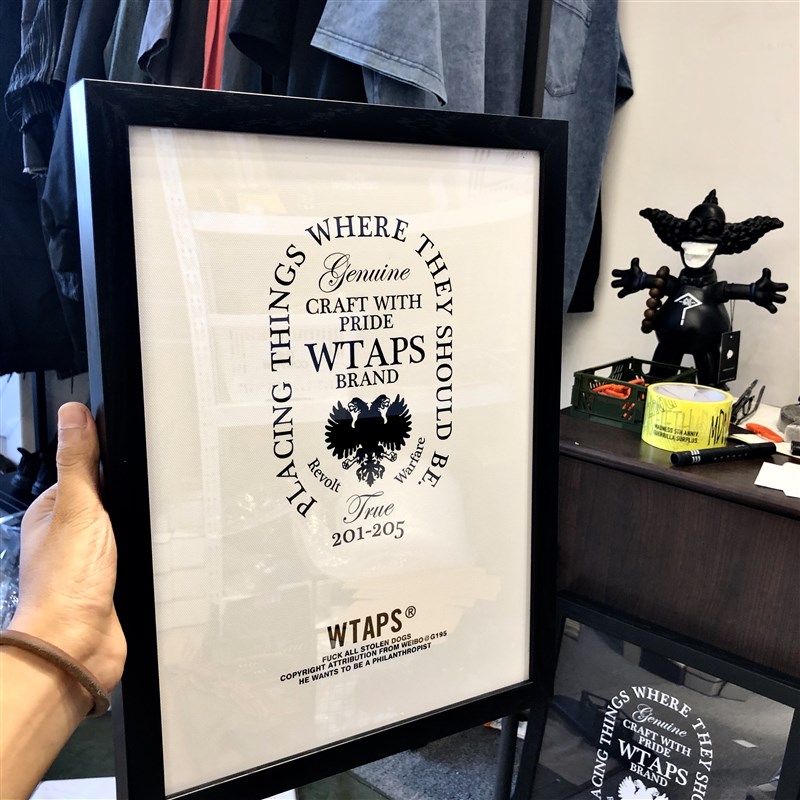 PLACING THINGS WHERE THEY SHOULD BE.
Genuine
CRAFT WITH
PRIDE
WTAPS
BRAND
Revolt
Warfare
True
201-205
WTAPS®
FUCK ALL STOLEN DOGS
COPYRIGHT ATTRIBUTION FROM WEIBO@G195
HE WANTS TO BE A PHILANTHROPIST
THINGS WHERE THEY
Genuine
CRAFT WITH
PRIDE
WTAPS
BRAND